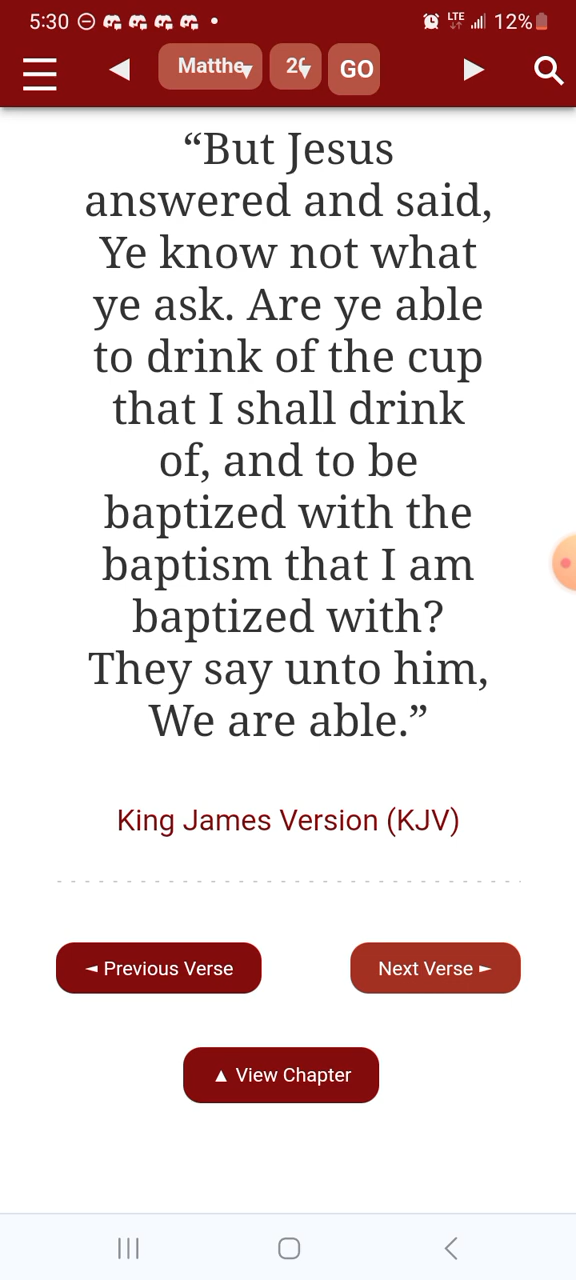 5:30 LTE 12%
Matthe GO
“But Jesus
answered and said,
Ye know not what
ye ask. Are ye able
to drink of the cup
that I shall drink
of, and to be
baptized with the
baptism that I am
baptized with?
They say unto him,
We are able.”
King James Version (KJV)
◄ Previous Verse Next Verse ►
▲ View Chapter